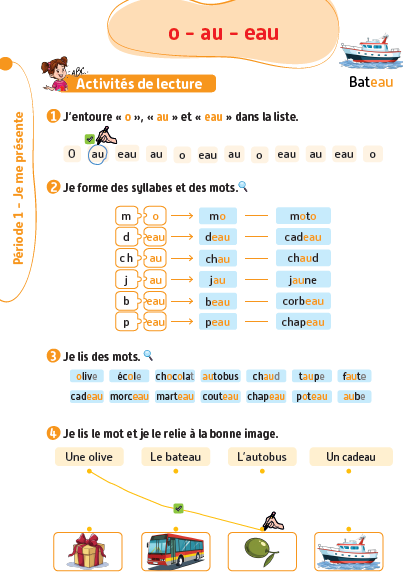 o - au - eau
ABC
Activités de lecture
Bateau
Période 1 - Je me présente
1 J'entoure « o », « au » et « eau » dans la liste.
O au eau au o eau au o eau au eau o
2 Je forme des syllabes et des mots.
m o mo moto
d eau deau cadeau
ch au chau chaud
j au jau jaune
b eau beau corbeau
p eau peau chapeau
3 Je lis des mots.
olive école chocolat autobus chaud taupe faute
cadeau morceau marteau couteau chapeau poteau aube
4 Je lis le mot et je le relie à la bonne image.
Une olive Le bateau L'autobus Un cadeau